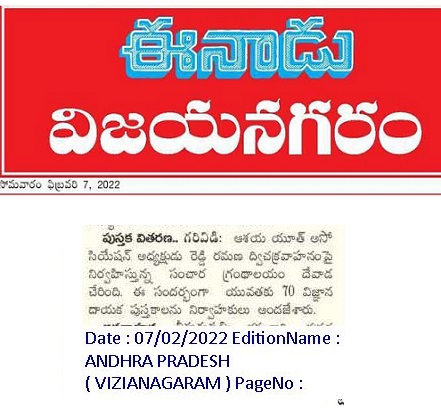 ఈనాడు
విజయనగరం
సోమవారం ఫిబ్రవరి 7, 2022
పుస్తక వితరణ.. గరివిడి: ఆశయ యూత్ అసో
సియేషన్ అధ్యక్షుడు రెడ్డి రమణ ద్విచక్రవాహనంపై
నిర్వహిస్తున్న సంచార గ్రంథాలయం దేవాడ
చేరింది. ఈ సందర్భంగా యువతకు 70 విజ్ఞాన
దాయక పుస్తకాలను నిర్వాహకులు అందజేశారు.
Date : 07/02/2022 EditionName :
ANDHRA PRADESH
( VIZIANAGARAM ) PageNo :